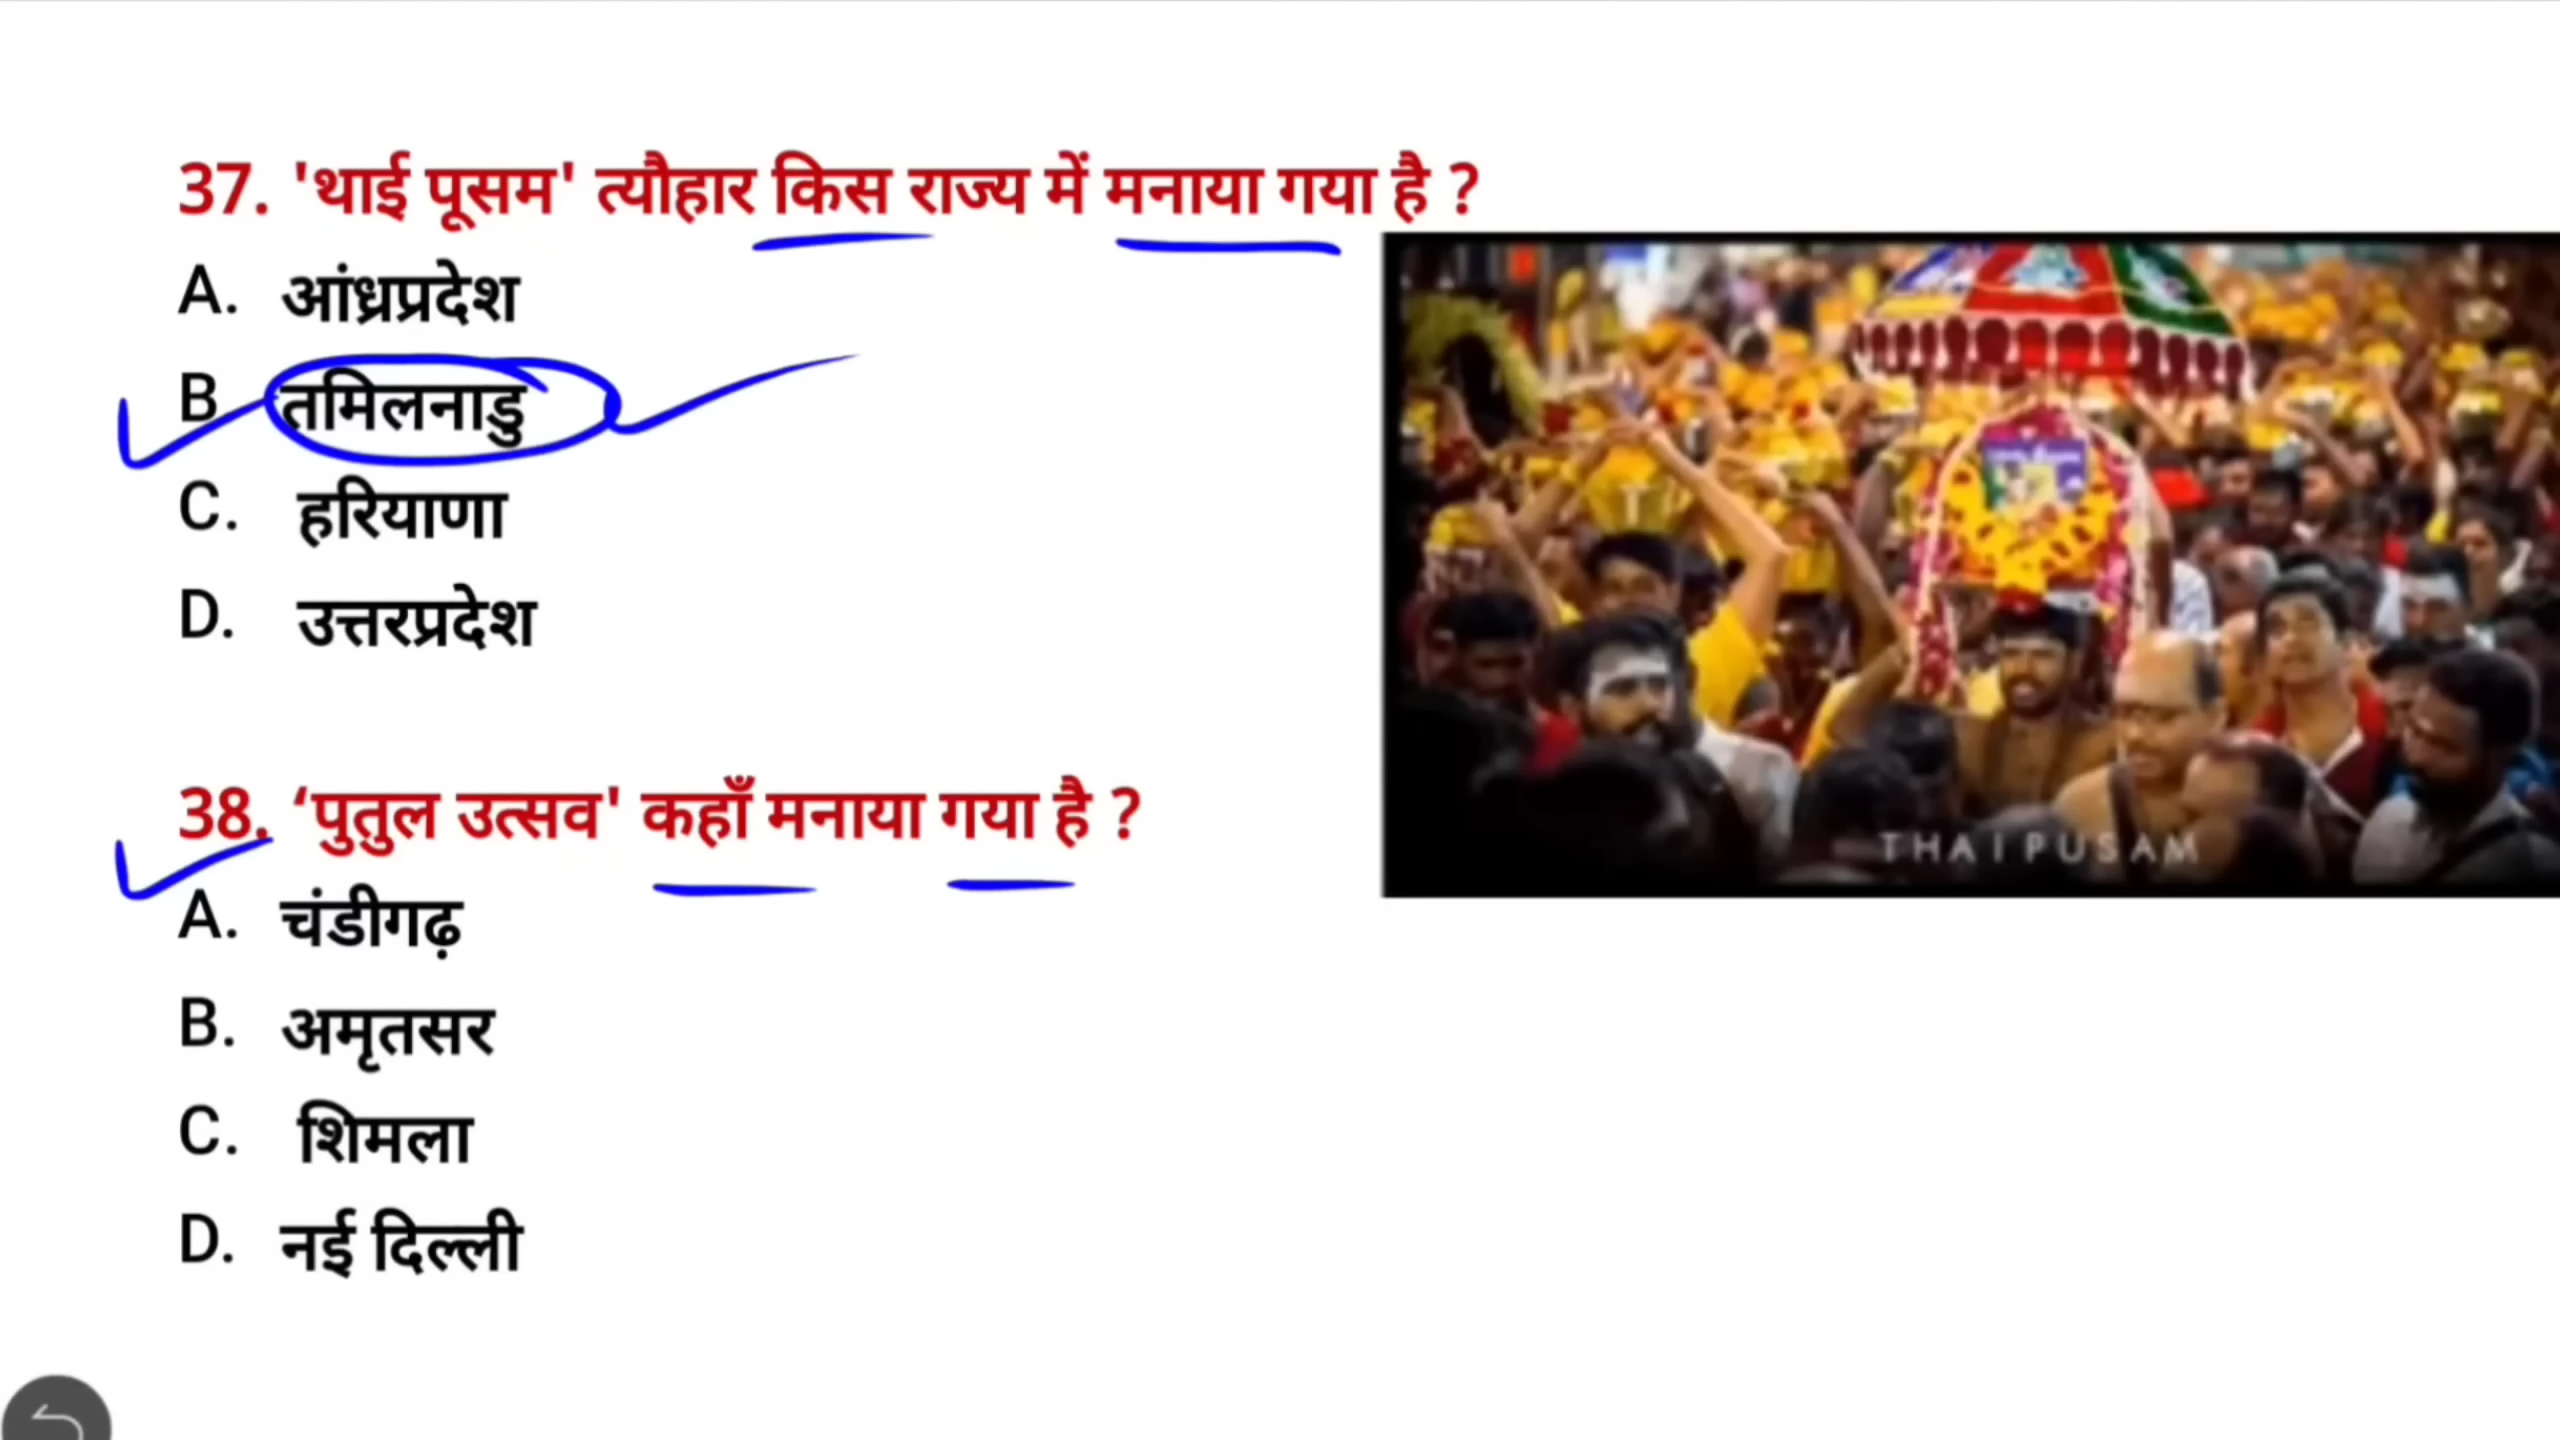 37. 'थाई पूसम' त्यौहार किस राज्य में मनाया गया है ?
A. आंध्रप्रदेश
B. तमिलनाडु
C. हरियाणा
D. उत्तरप्रदेश
THAIPUSAM
38. ‘पुतुल उत्सव' कहाँ मनाया गया है ?
A. चंडीगढ़
B. अमृतसर
C. शिमला
D. नई दिल्ली